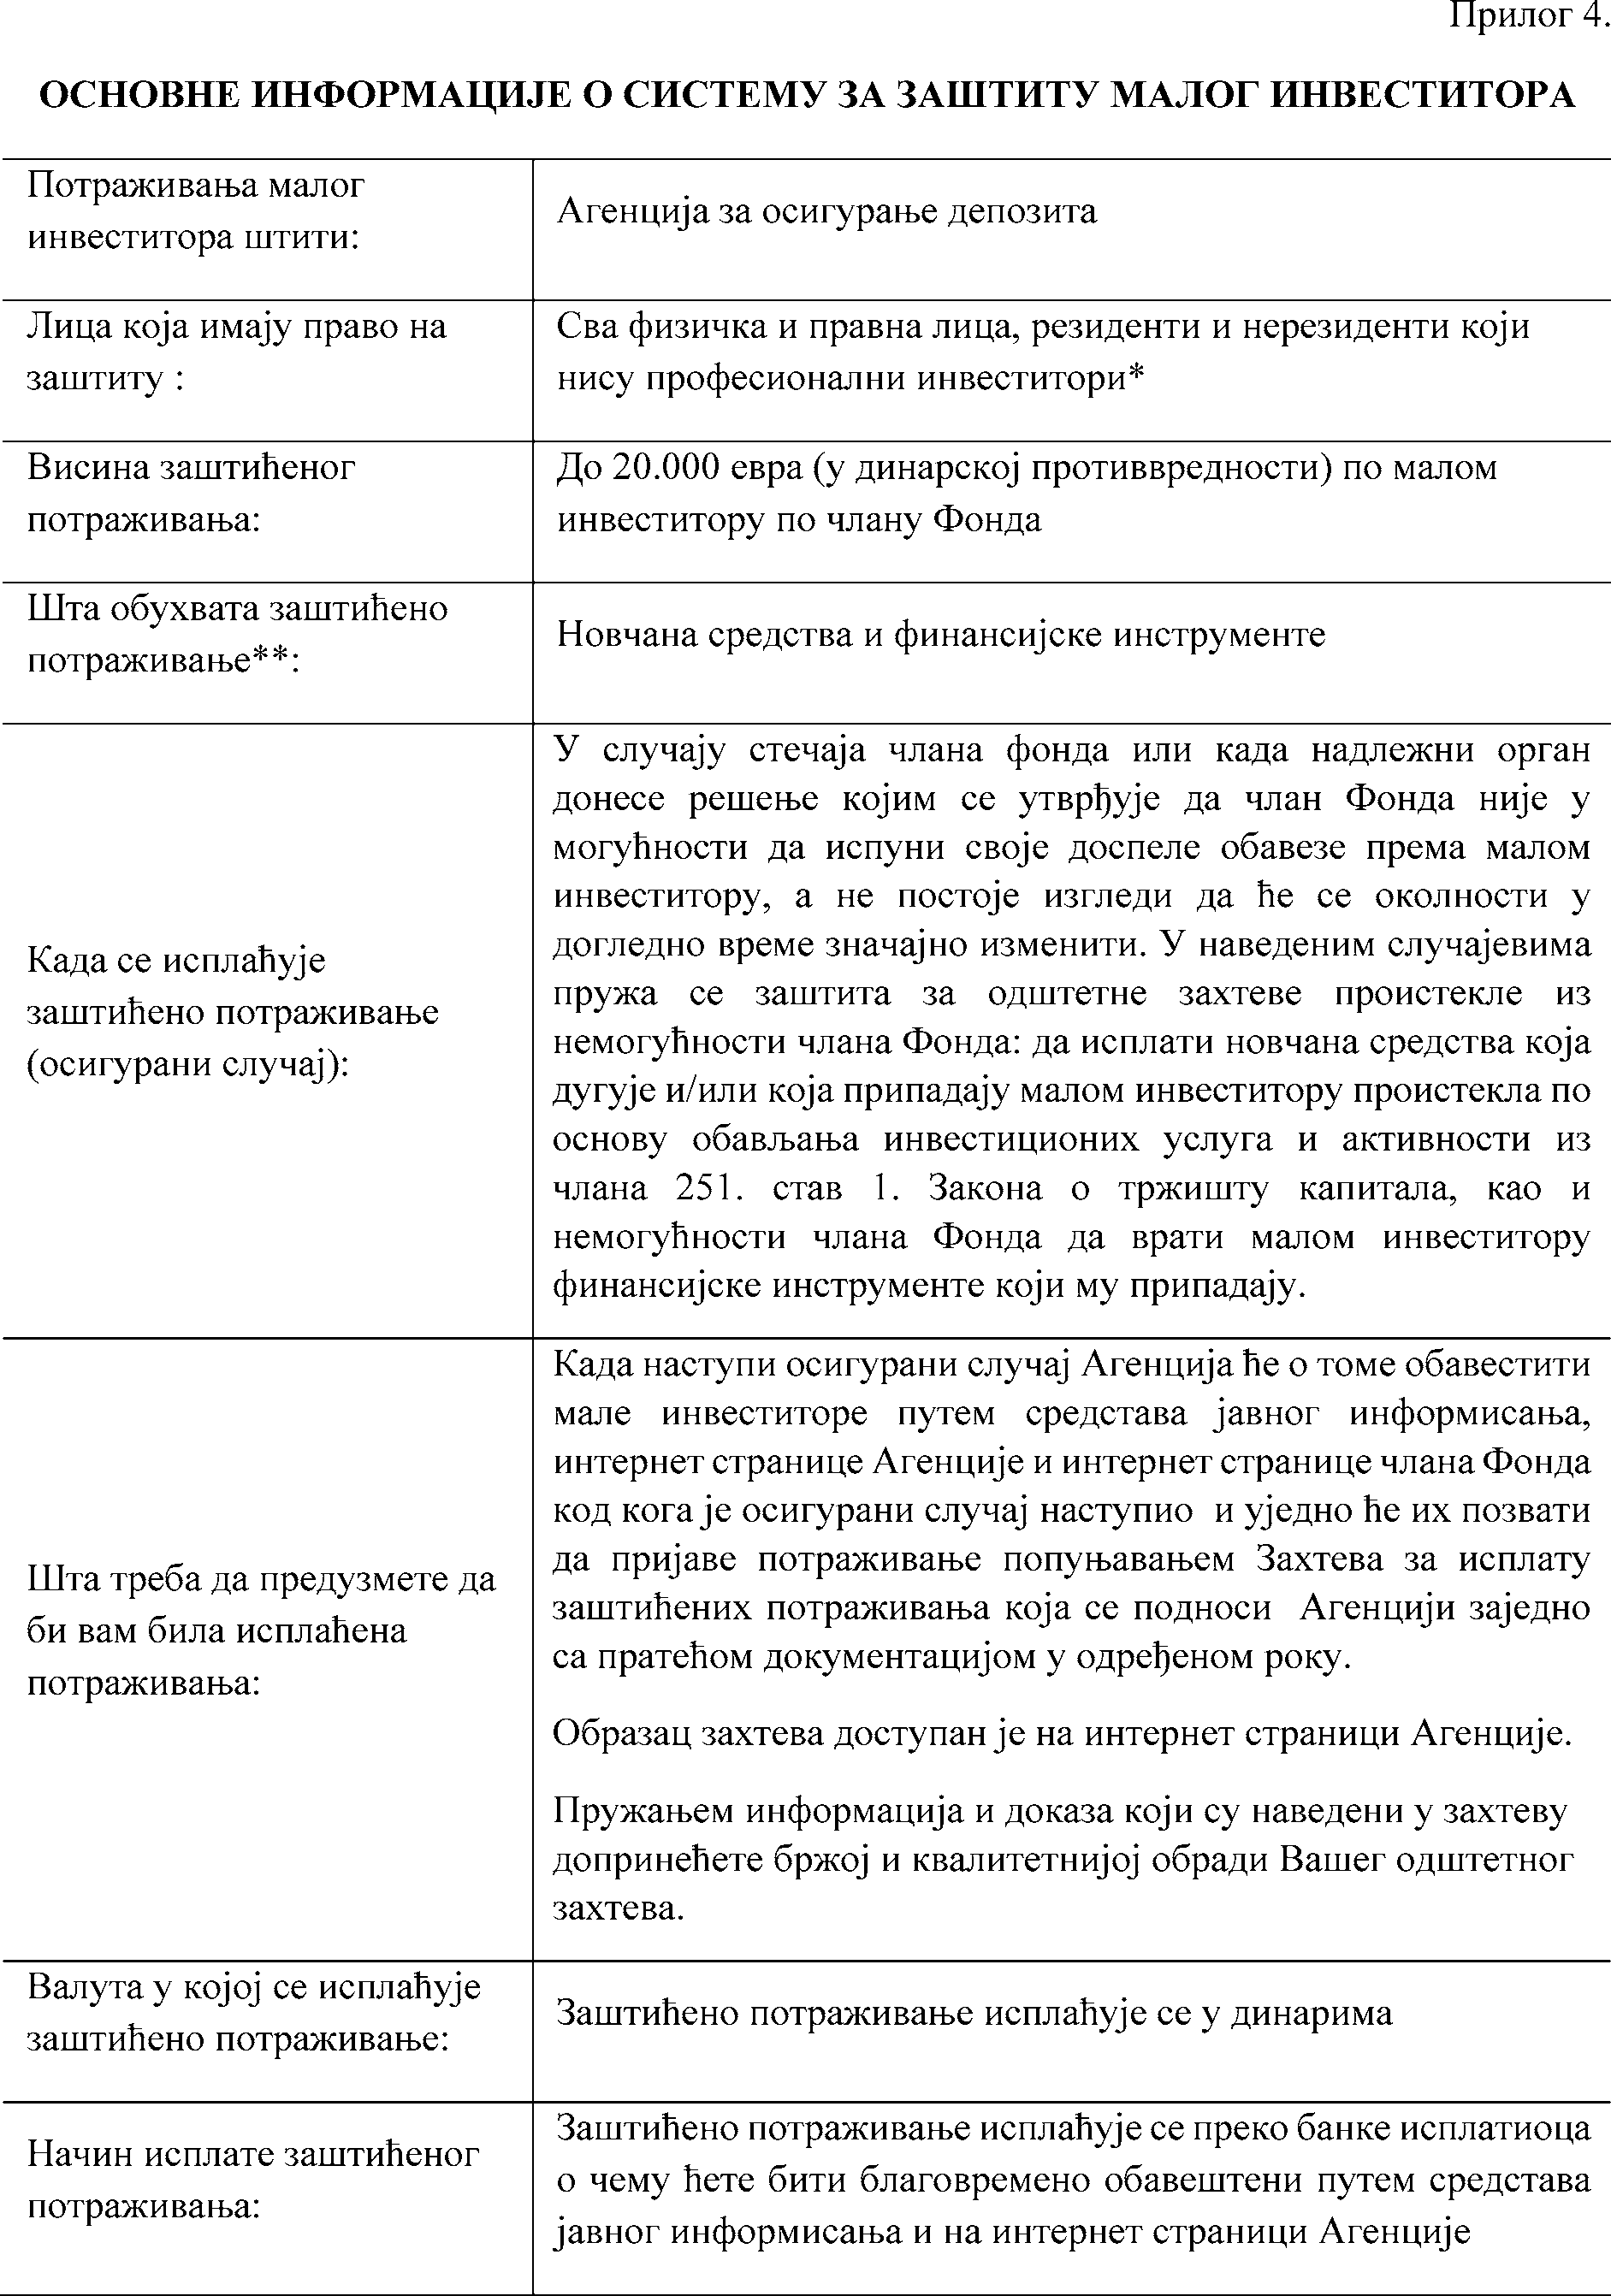 Прилог 4.
ОСНОВНЕ ИНФОРМАЦИЈЕ О СИСТЕМУ ЗА ЗАШТИТУ МАЛОГ ИНВЕСТИТОРА
Потраживања малог
инвеститора штити:
Агенција за осигурање депозита
Лица која имају право на
заштиту :
Сва физичка и правна лица, резиденти и нерезиденти који
нису професионални инвеститори*
Висина заштићеног
потраживања:
До 20.000 евра (у динарској противвредности) по малом
инвеститору по члану Фонда
Шта обухвата заштићено
потраживање**:
Новчана средства и финансијске инструменте
Када се исплаћује
заштићено потраживање
(осигурани случај):
У случају стечаја члана фонда или када надлежни орган
донесе решење којим се утврђује да члан Фонда није у
могућности да испуни своје доспеле обавезе према малом
инвеститору, а не постоје изгледи да ће се околности у
догледно време значајно изменити. У наведеним случајевима
пружа се заштита за одштетне захтеве проистекле из
немогућности члана Фонда: да исплати новчана средства која
дугује и/или која припадају малом инвеститору проистекла по
основу обављања инвестиционих услуга и активности из
члана 251. став 1. Закона о тржишту капитала, као и
немогућности члана Фонда да врати малом инвеститору
финансијске инструменте који му припадају.
Шта треба да предузмете да
би вам била исплаћена
потраживања:
Када наступи осигурани случај Агенција ће о томе обавестити
мале инвеститоре путем средстава јавног информисања,
интернет странице Агенције и интернет странице члана Фонда
код кога је осигурани случај наступио и уједно ће их позвати
да пријаве потраживање попуњавањем Захтева за исплату
заштићених потраживања која се подноси Агенцији заједно
са пратећом документацијом у одређеном року.
Образац захтева доступан је на интернет страници Агенције.
Пружањем информација и доказа који су наведени у захтеву
допринећете бржој и квалитетнијој обради Вашег одштетног
захтева.
Валута у којој се исплаћује
заштићено потраживање:
Заштићено потраживање исплаћује се у динарима
Начин исплате заштићеног
потраживања:
Заштићено потраживање исплаћује се преко банке исплатиоца
о чему ћете бити благовремено обавештени путем средстава
јавног информисања и на интернет страници Агенције